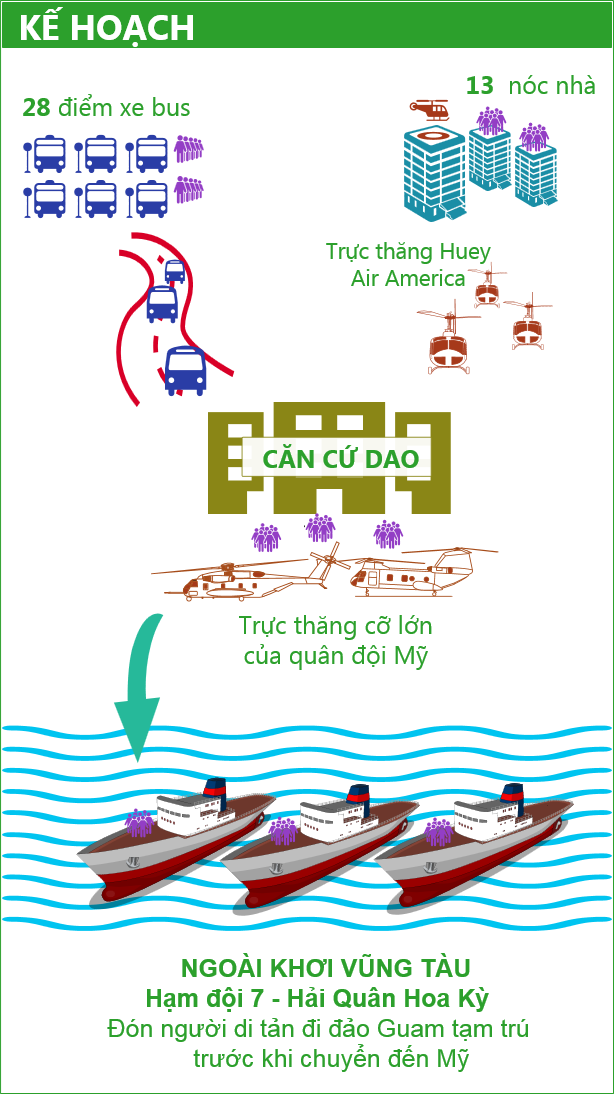 KẾ HOẠCH
28 điểm xe bus
13 nóc nhà
Trực thăng Huey
Air America
CĂN CỨ DAO
Trực thăng cỡ lớn
của quân đội Mỹ
NGOÀI KHƠI VŨNG TÀU
Hạm đội 7 - Hải Quân Hoa Kỳ
Đón người di tản đi đảo Guam tạm trú
trước khi chuyển đến Mỹ